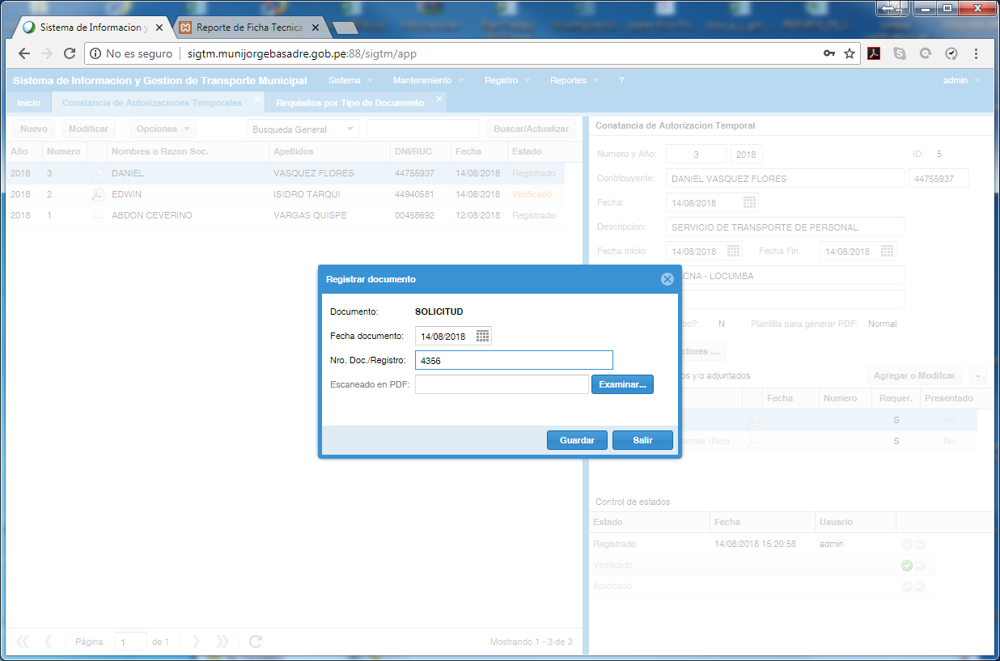 Sistema de Informacion y
Reporte de Ficha Tecnica
No es seguro
sigtm.munijorgebasadre.gob.pe:88/sigtm/app
Sistema de Informacion y Gestion de Transporte Municipal
Sistema
Mantenimiento
Registro
Reportes
?
admin
Inicio
Constancia de Autorizaciones Temporales
Requisitos por Tipo de Documento
Nuevo
Modificar
Opciones
Busqueda General
Buscar/Actualizar
Año Numero Nombres o Razon Soc. Apellidos DNI/RUC Fecha Estado
2018 3 DANIEL VASQUEZ FLORES 44755937 14/08/2018 Registrado
2018 2 EDWIN ISIDRO TARQUI 44940581 14/08/2018 Verificado
2018 1 ABDON CEVERINO VARGAS QUISPE 00458692 12/08/2018 Registrado
Constancia de Autorizacion Temporal
Numero y Año: 3 2018 ID: 5
Contribuyente: DANIEL VASQUEZ FLORES 44755937
Fecha: 14/08/2018
Descripcion: SERVICIO DE TRANSPORTE DE PERSONAL
Fecha Inicio: 14/08/2018 Fecha Fin: 14/08/2018
ACNA - LOCUMBA
bo?: N Plantilla para generar PDF: Normal
ctores ...
os y/o adjuntados
Agregar o Modifcar
-
Fecha Numero Requer. Presentado
S No
amite (Reci... S No
Registrar documento
Documento: SOLICITUD
Fecha documento: 14/08/2018
Nro. Doc./Registro: 4356
Escaneado en PDF: Examinar...
Guardar
Salir
Control de estados
Estado Fecha Usuario
Registrado 14/08/2018 15:20:58 admin
Verificado
Aprobado
Página 1 de 1
Mostrando 1 - 3 de 3